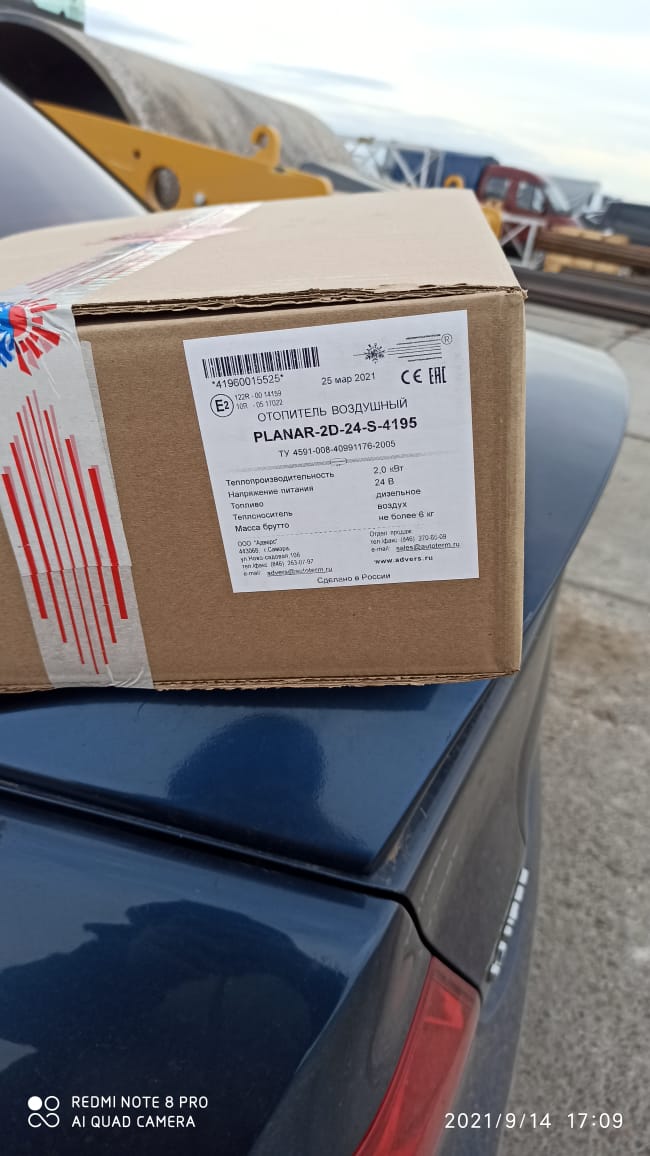 *41960015525*
25 мар 2021
®
CE EAC
E2
122R - 00 14159
10R - 05 17022
ОТОПИТЕЛЬ ВОЗДУШНЫЙ
PLANAR-2D-24-S-4195
ТУ 4591-008-40991176-2005
Теплопроизводительность 2,0 кВт
Напряжение питания 24 В
Топливо дизельное
Теплоноситель воздух
Масса брутто не более 6 кг
ООО "Адверс"
443068, г.Самара,
ул.Ново-садовая,106
тел./факс (846) 263-07-97
e-mail: advers@autoterm.ru
Отдел продаж:
тел./факс (846) 270-65-09
e-mail: sales@autoterm.ru
www.advers.ru
Сделано в России
REDMI NOTE 8 PRO
AI QUAD CAMERA
2021/9/14 17:09